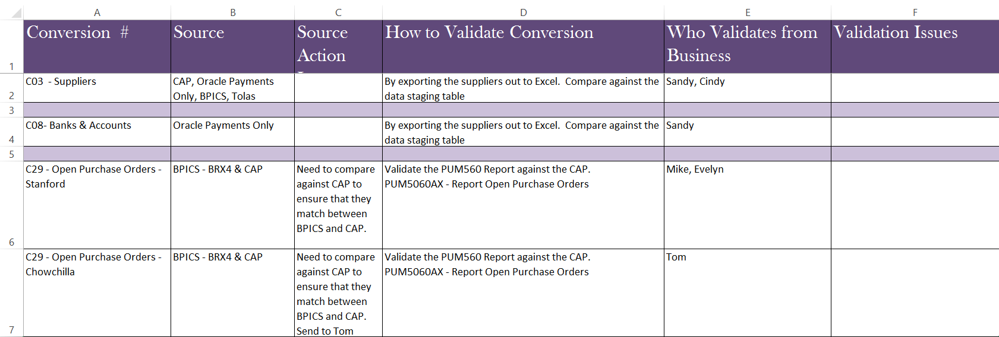 A B C D E F
1 Conversion  # Source Source How to Validate Conversion Who Validates from Validation Issues
Action Business
2 C03  - Suppliers CAP, Oracle Payments By exporting the suppliers out to Excel.  Compare against the Sandy, Cindy
Only, BPICS, Tolas data staging table
3
4 C08- Banks & Accounts Oracle Payments Only By exporting the suppliers out to Excel.  Compare against the Sandy
data staging table
5
6 C29 - Open Purchase Orders - BPICS - BRX4 & CAP Need to compare Validate the PUM560 Report against the CAP. Mike, Evelyn
Stanford against CAP to PUM5060AX - Report Open Purchase Orders
ensure that they
match between
BPICS and CAP.
7 C29 - Open Purchase Orders - BPICS - BRX4 & CAP Need to compare Validate the PUM560 Report against the CAP. Tom
Chowchilla against CAP to PUM5060AX - Report Open Purchase Orders
ensure that they
match between
BPICS and CAP.
Send to Tom